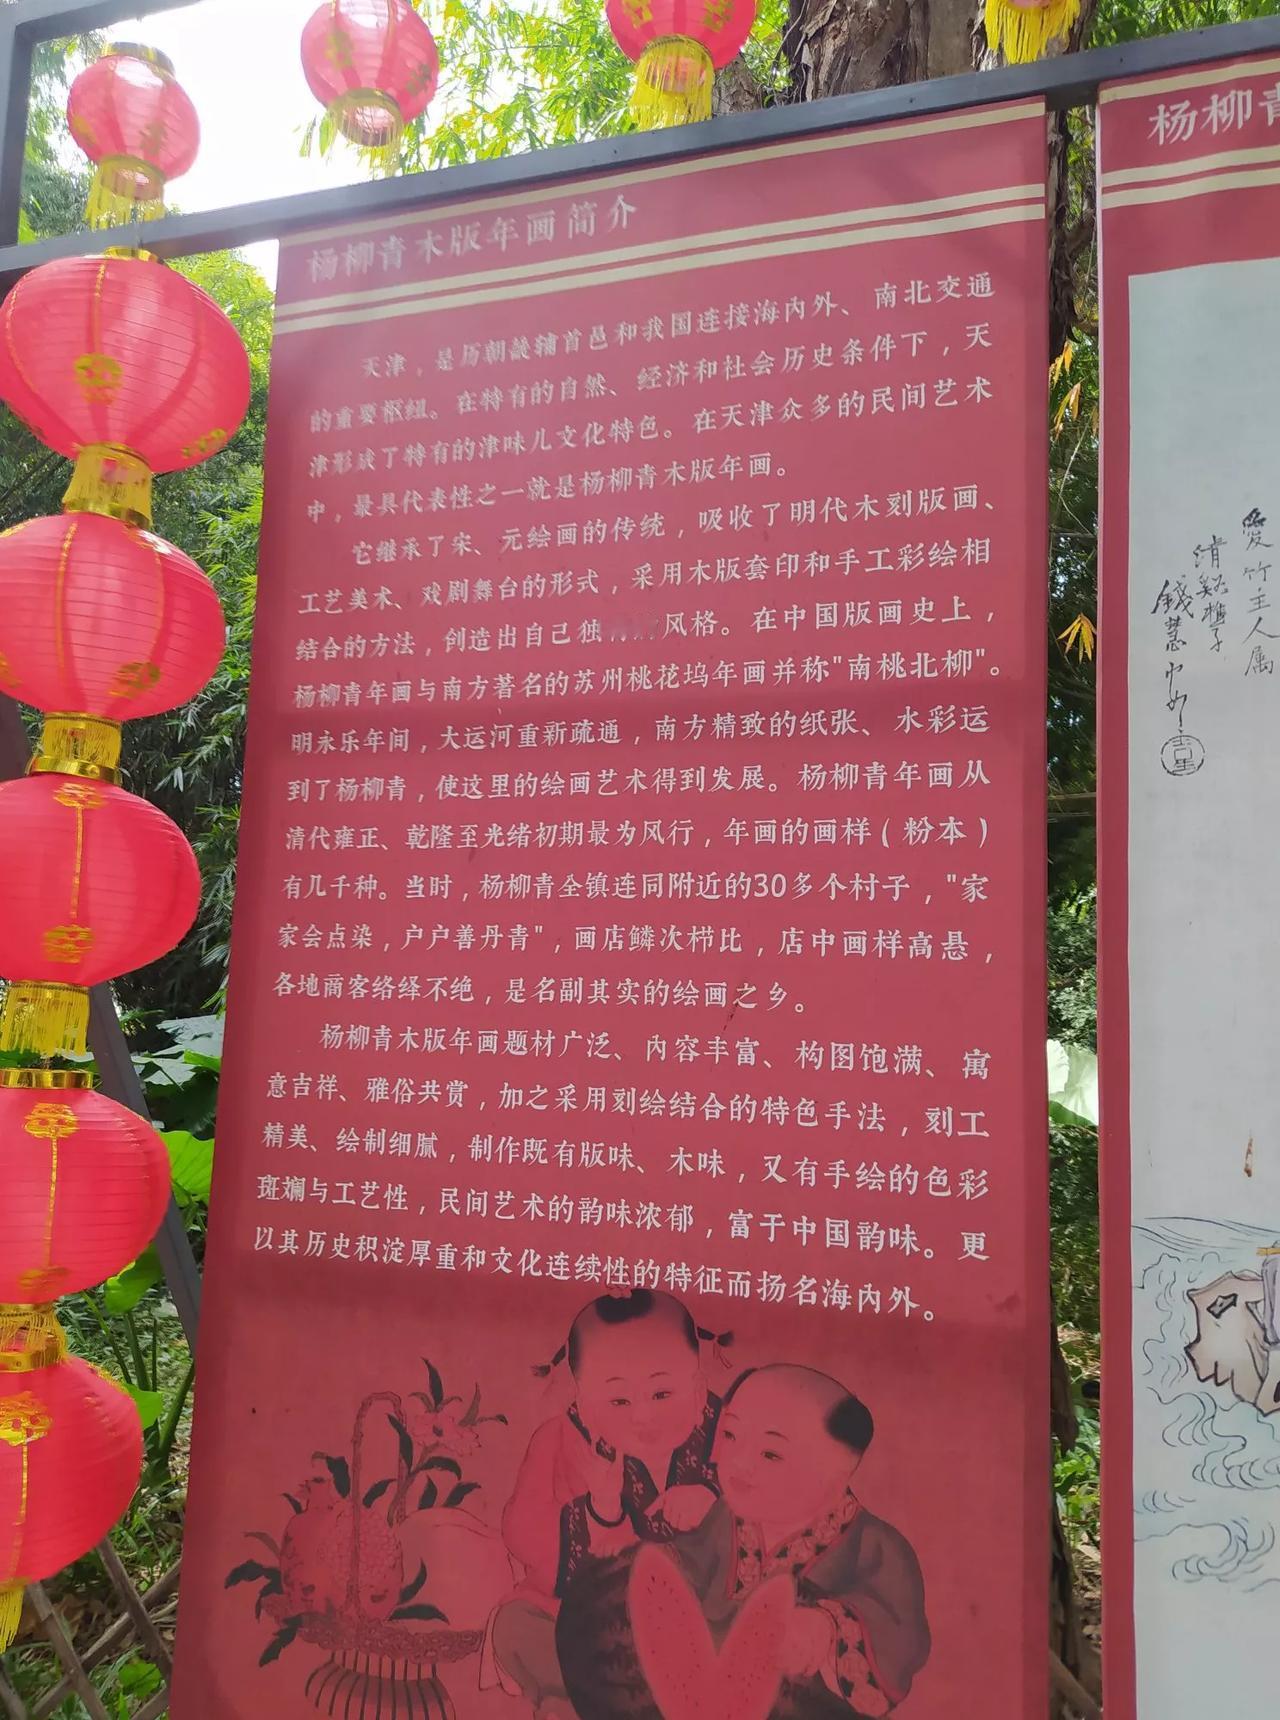 杨柳青木版年画简介
天津，是历朝畿辅首邑和我国连接海内外、南北交通
的重要枢纽。在特有的自然、经济和社会历史条件下，天
津形成了特有的津味儿文化特色。在天津众多的民间艺术
中，最具代表性之一就是杨柳青木版年画。
它继承了宋、元绘画的传统，吸收了明代木刻版画、
工艺美术、戏剧舞台的形式，采用木版套印和手工彩绘相
结合的方法，创造出自己独风格。在中国版画史上，
杨柳青年画与南方著名的苏州桃花坞年画并称"南桃北柳"。
明永乐年间，大运河重新疏通，南方精致的纸张、水彩运
到了杨柳青，使这里的绘画艺术得到发展。杨柳青年画从
清代雍正、乾隆至光绪初期最为风行，年画的画样（粉本）
有几千种。当时，杨柳青全镇连同附近的30多个村子，"家
家会点染，户户善丹青"，画店鳞次栉比，店中画样高悬，
各地商客络绎不绝，是名副其实的绘画之乡。
杨柳青木版年画题材广泛、内容丰富、构图饱满、寓
意吉祥、雅俗共赏，加之采用刻绘结合的特色手法，刻工
精美、绘制细腻，制作既有版味、木味，又有手绘的色彩
斑斓与工艺性，民间艺术的韵味浓郁，富于中国韵味。更
以其历史积淀厚重和文化连续性的特征而扬名海内外。
杨柳青
愛竹主人属
清谿樵子
錢慧安